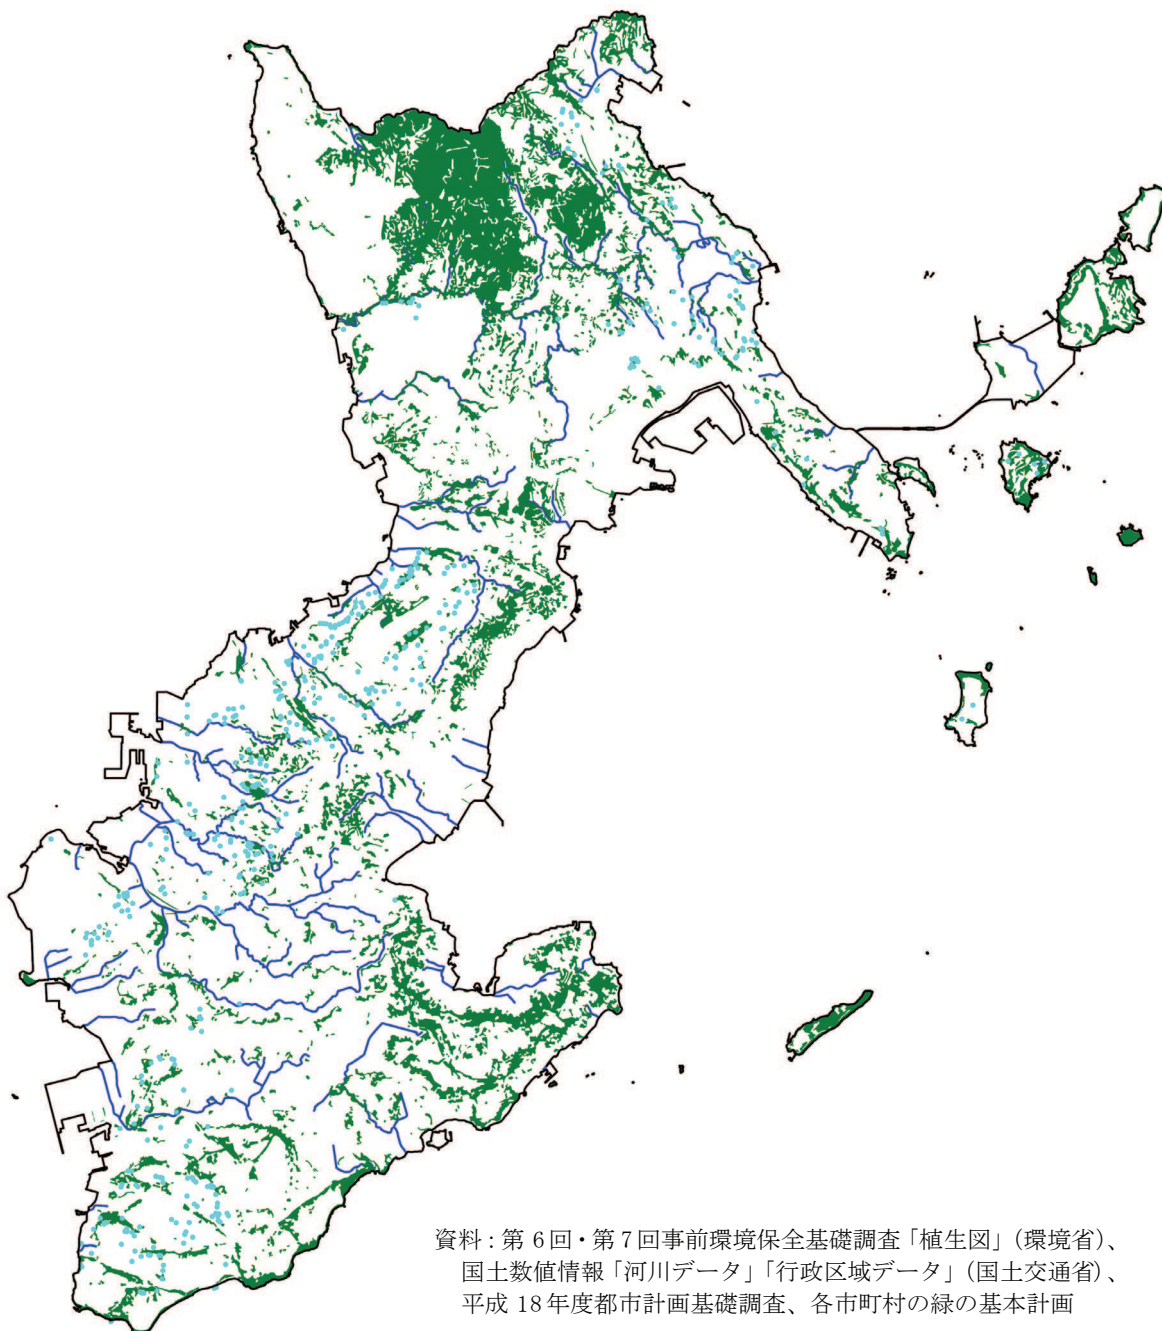 資料：第6回・第7回事前環境保全基礎調査「植生図」（環境省）、
国土数値情報「河川データ」「行政区域データ」（国土交通省）、
平成18年度都市計画基礎調査、各市町村の緑の基本計画